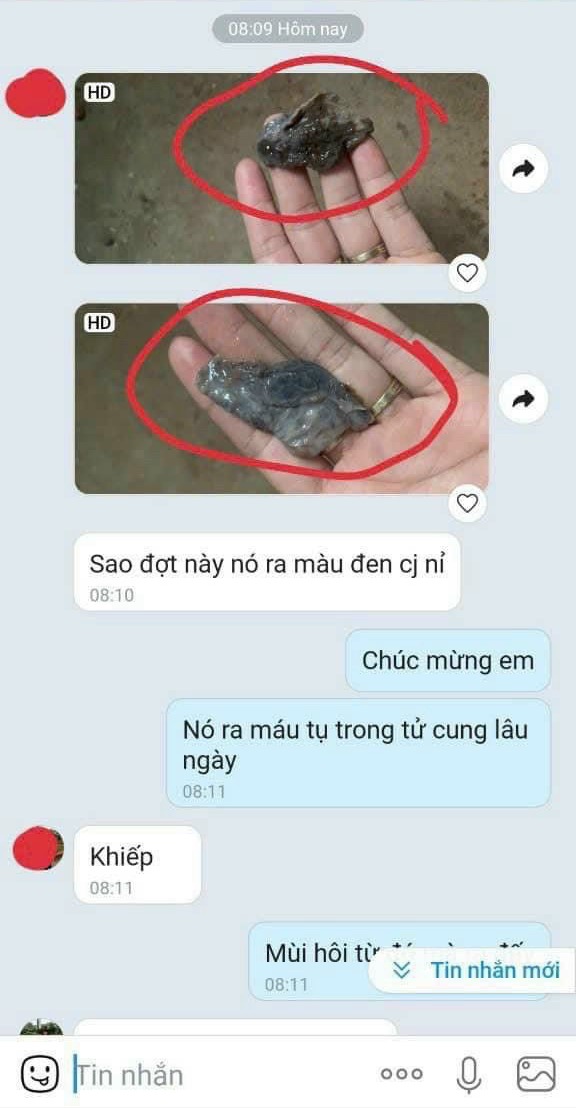 08:09 Hôm nay
HD
HD
Sao đợt này nó ra màu đen cj nỉ
08:10
Chúc mừng em
Nó ra máu tụ trong tử cung lâu
ngày
08:11
Khiếp
08:11
Mùi hôi từ
08:11
Tin nhắn mới
Tin nhắn